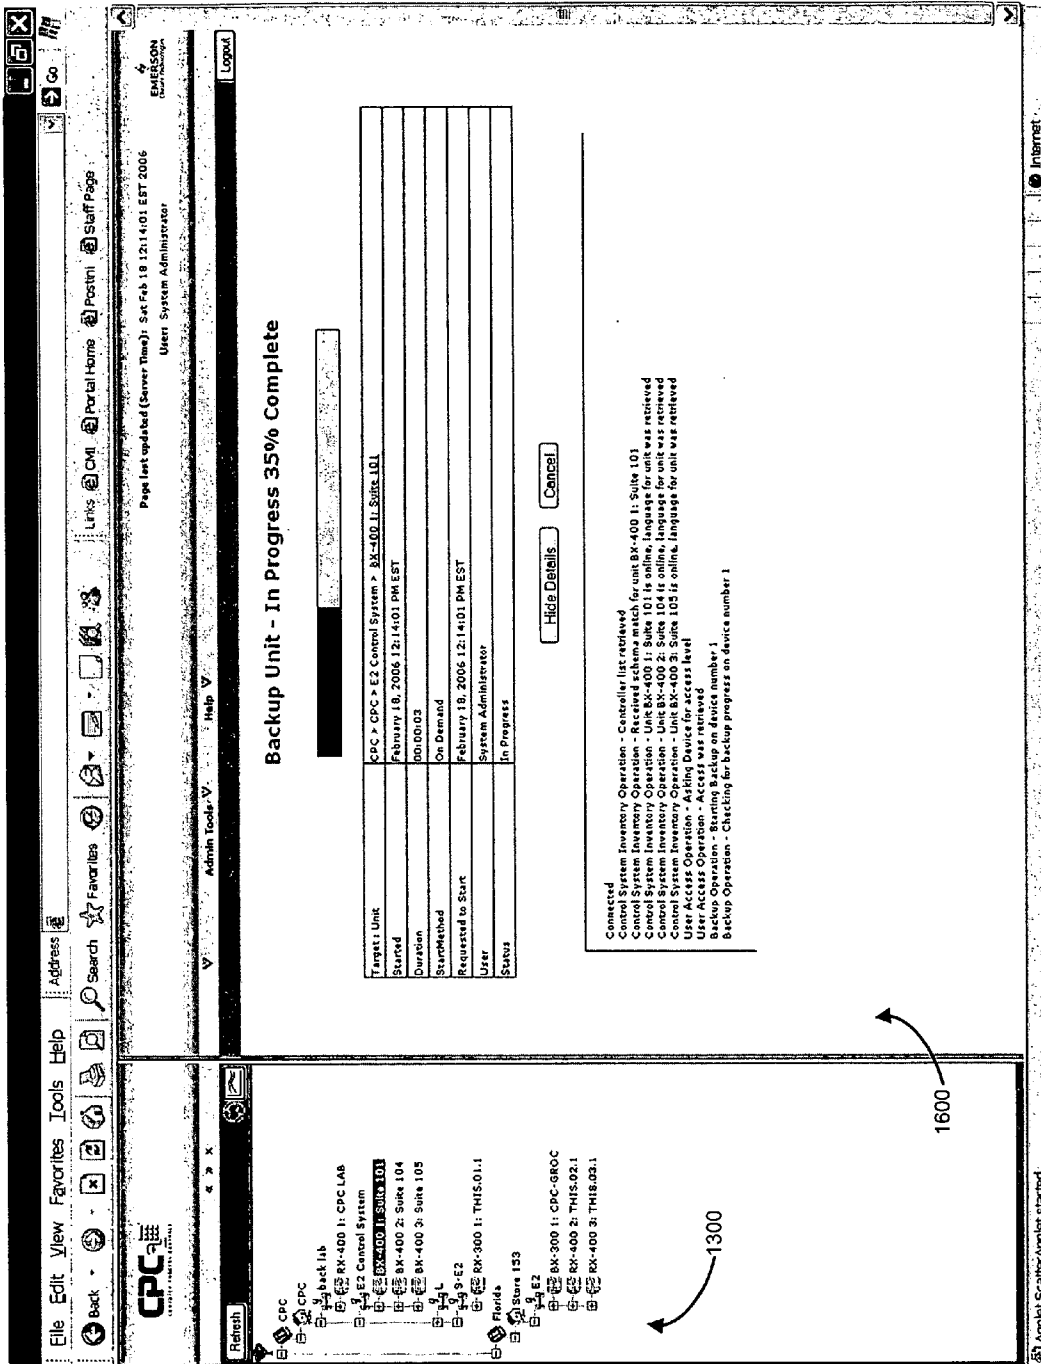 File Edit View Favorites Tools Help
Address
Go
Back
Search
Favorites
Links
CMI
Portal Home
Postini
Staff Page
CPC
Page last updated (Server Time): Sat Feb 18 12:14:01 EST 2006
by
EMERSON
User: System Administrator
« » ×
Admin Tools
Help
Refresh
Logout
CPC
CPC
back lab
RX-400 1: CPC LAB
E2 Control System
BX-400 1: Suite 101
BX-400 2: Suite 104
BX-400 3: Suite 105
L
S-E2
RX-300 1: THIS.01.1
Florida
Store 153
E2
BX-300 1: CPC-GROC
RX-400 2: THIS.02.1
RX-400 3: THIS.03.1
1300
Backup Unit - In Progress 35% Complete
Target: Unit CPC > CPC > E2 Control System > BX-400 1: Suite 101
Started February 18, 2006 12:14:01 PM EST
Duration 00:00:03
StartMethod On Demand
Requested to Start February 18, 2006 12:14:01 PM EST
User System Administrator
Status In Progress
Hide Details Cancel
Connected
Control System Inventory Operation - Controller list retrieved
Control System Inventory Operation - Received schema match for unit BX-400 1: Suite 101
Control System Inventory Operation - Unit BX-400 1: Suite 101 is online, language for unit was retrieved
Control System Inventory Operation - Unit BX-400 2: Suite 104 is online, language for unit was retrieved
Control System Inventory Operation - Unit BX-400 3: Suite 105 is online, language for unit was retrieved
User Access Operation - Asking Device for access level
User Access Operation - Access was retrieved
Backup Operation - Starting Backup on device number 1
Backup Operation - Checking for backup progress on device number 1
1600
Applet ScatterApplet started
Internet